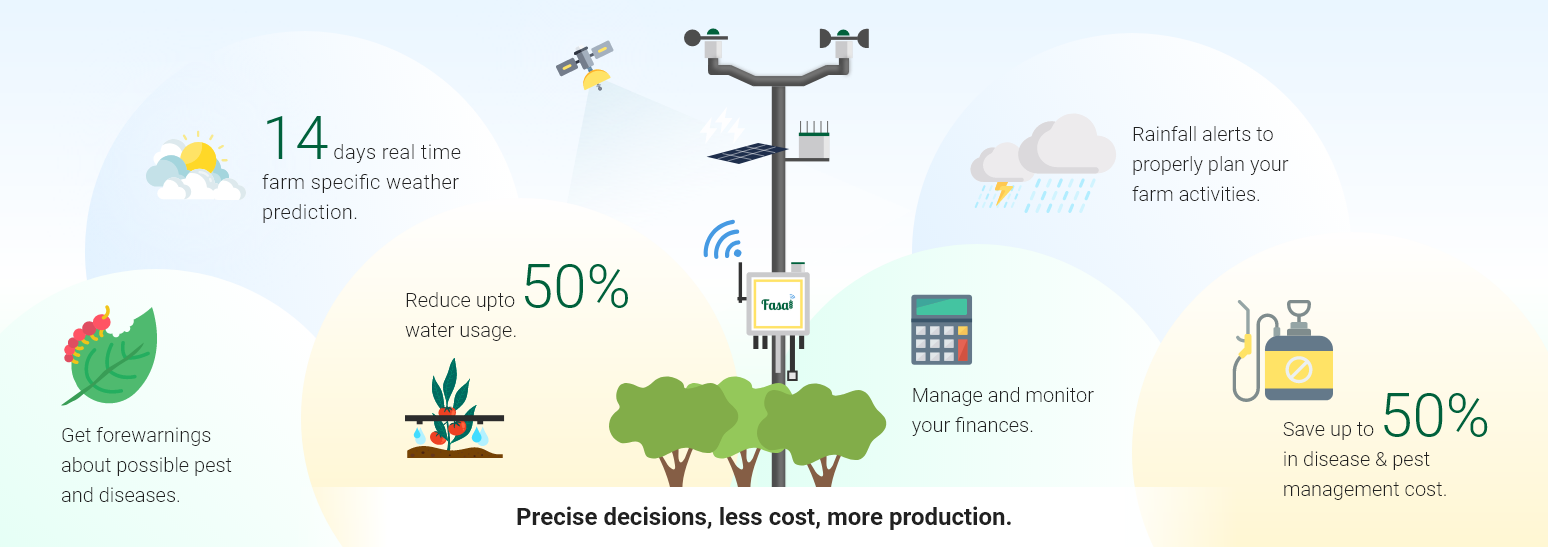 14 days real time
farm specific weather
prediction.
Rainfall alerts to
properly plan your
farm activities.
Reduce upto 50%
water usage.
Fasal
Get forewarnings
about possible pest
and diseases.
Manage and monitor
your finances.
Save up to 50%
in disease & pest
management cost.
Precise decisions, less cost, more production.